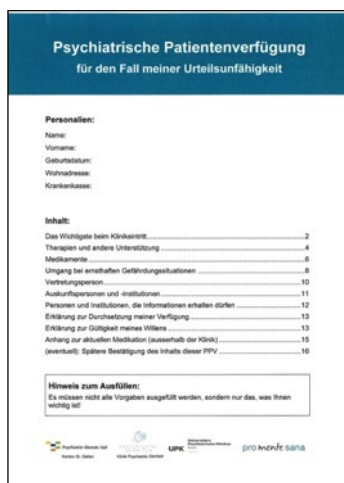 Psychiatrische Patientenverfügung
für den Fall meiner Urteilsunfähigkeit
Personalien:
Name:
Vorname:
Geburtsdatum:
Wohnadresse:
Krankenkasse:
Inhalt:
Das Wichtigste beim Klinikeintritt 2
Therapien und andere Unterstützung 4
Medikamente 6
Umgang bei ernsthaften Gefährdungssituationen 8
Vertretungsperson 10
Auskunftspersonen und -institutionen 11
Personen und Institutionen, die Informationen erhalten dürfen 12
Erklärung zur Durchsetzung meiner Verfügung 13
Erklärung zur Gültigkeit meines Willens 13
Anhang zur aktuellen Medikation (ausserhalb der Klinik) 15
(eventuell): Spätere Bestätigung des Inhalts dieser PPV 16
Hinweis zum Ausfüllen:
Es müssen nicht alle Vorgaben ausgefüllt werden, sondern nur das, was Ihnen
wichtig ist!
UPK
pro mente sana